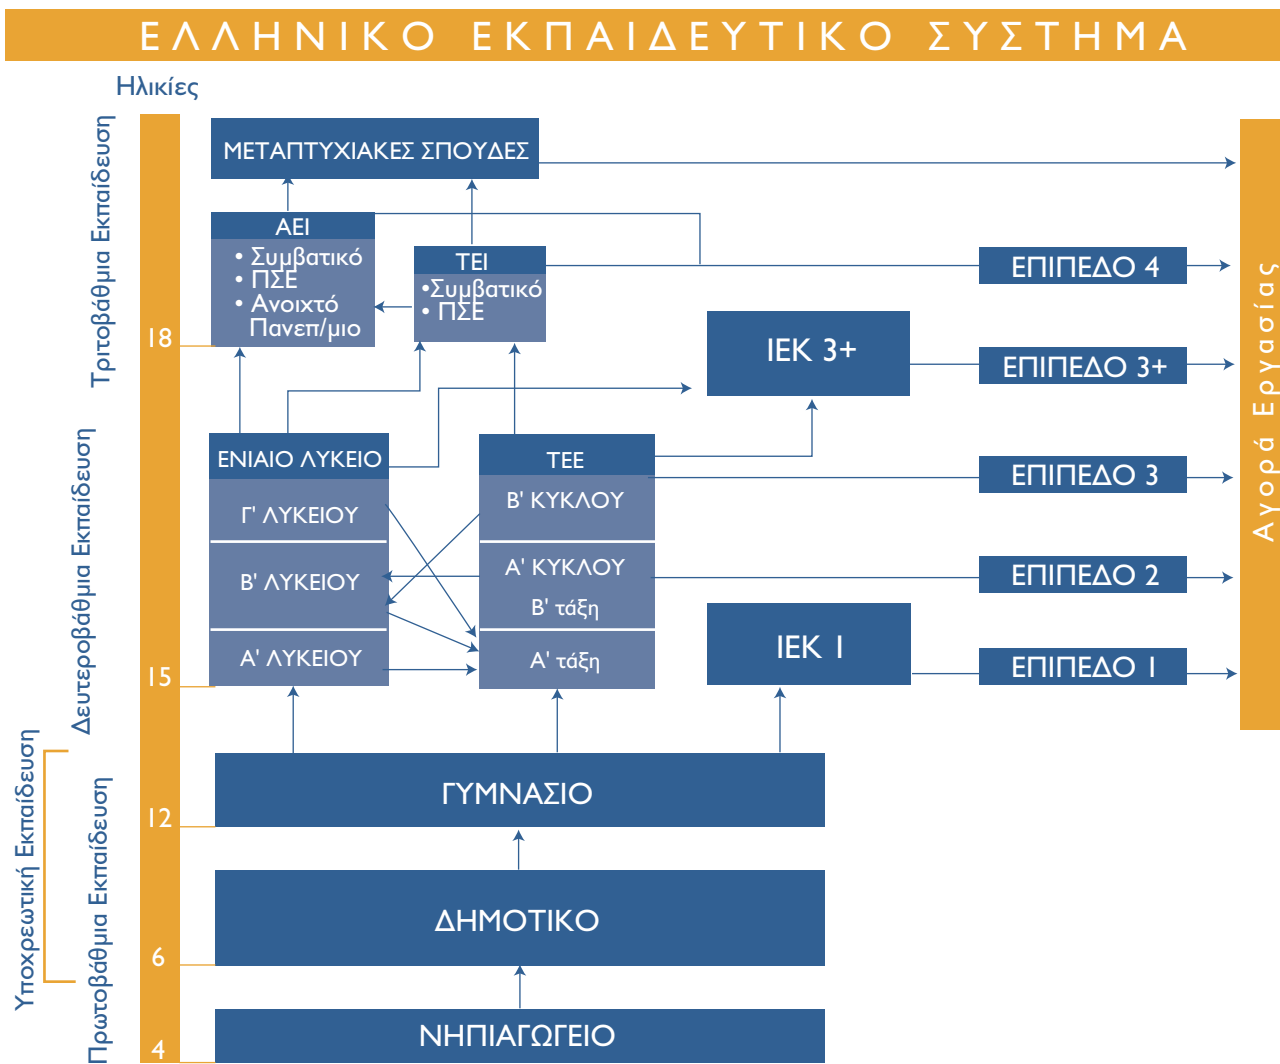 ΕΛΛΗΝΙΚΟ ΕΚΠΑΙΔΕΥΤΙΚΟ ΣΥΣΤΗΜΑ
Ηλικίες
Τριτοβάθμια Εκπαίδευση
Δευτεροβάθμια Εκπαίδευση
Υποχρεωτική Εκπαίδευση
Πρωτοβάθμια Εκπαίδευση
18
15
12
6
4
ΜΕΤΑΠΤΥΧΙΑΚΕΣ ΣΠΟΥΔΕΣ
ΑΕΙ
• Συμβατικό
• ΠΣΕ
• Ανοιχτό
Πανεπ/μιο
ΤΕΙ
•Συμβατικό
• ΠΣΕ
ΕΠΙΠΕΔΟ 4
ΙΕΚ 3+
ΕΠΙΠΕΔΟ 3+
ΕΝΙΑΙΟ ΛΥΚΕΙΟ
Γ' ΛΥΚΕΙΟΥ
Β' ΛΥΚΕΙΟΥ
Α' ΛΥΚΕΙΟΥ
ΤΕΕ
Β' ΚΥΚΛΟΥ
Α' ΚΥΚΛΟΥ
Β' τάξη
Α' τάξη
ΕΠΙΠΕΔΟ 3
ΕΠΙΠΕΔΟ 2
ΙΕΚ 1
ΕΠΙΠΕΔΟ 1
Αγορά Εργασίας
ΓΥΜΝΑΣΙΟ
ΔΗΜΟΤΙΚΟ
ΝΗΠΙΑΓΩΓΕΙΟ